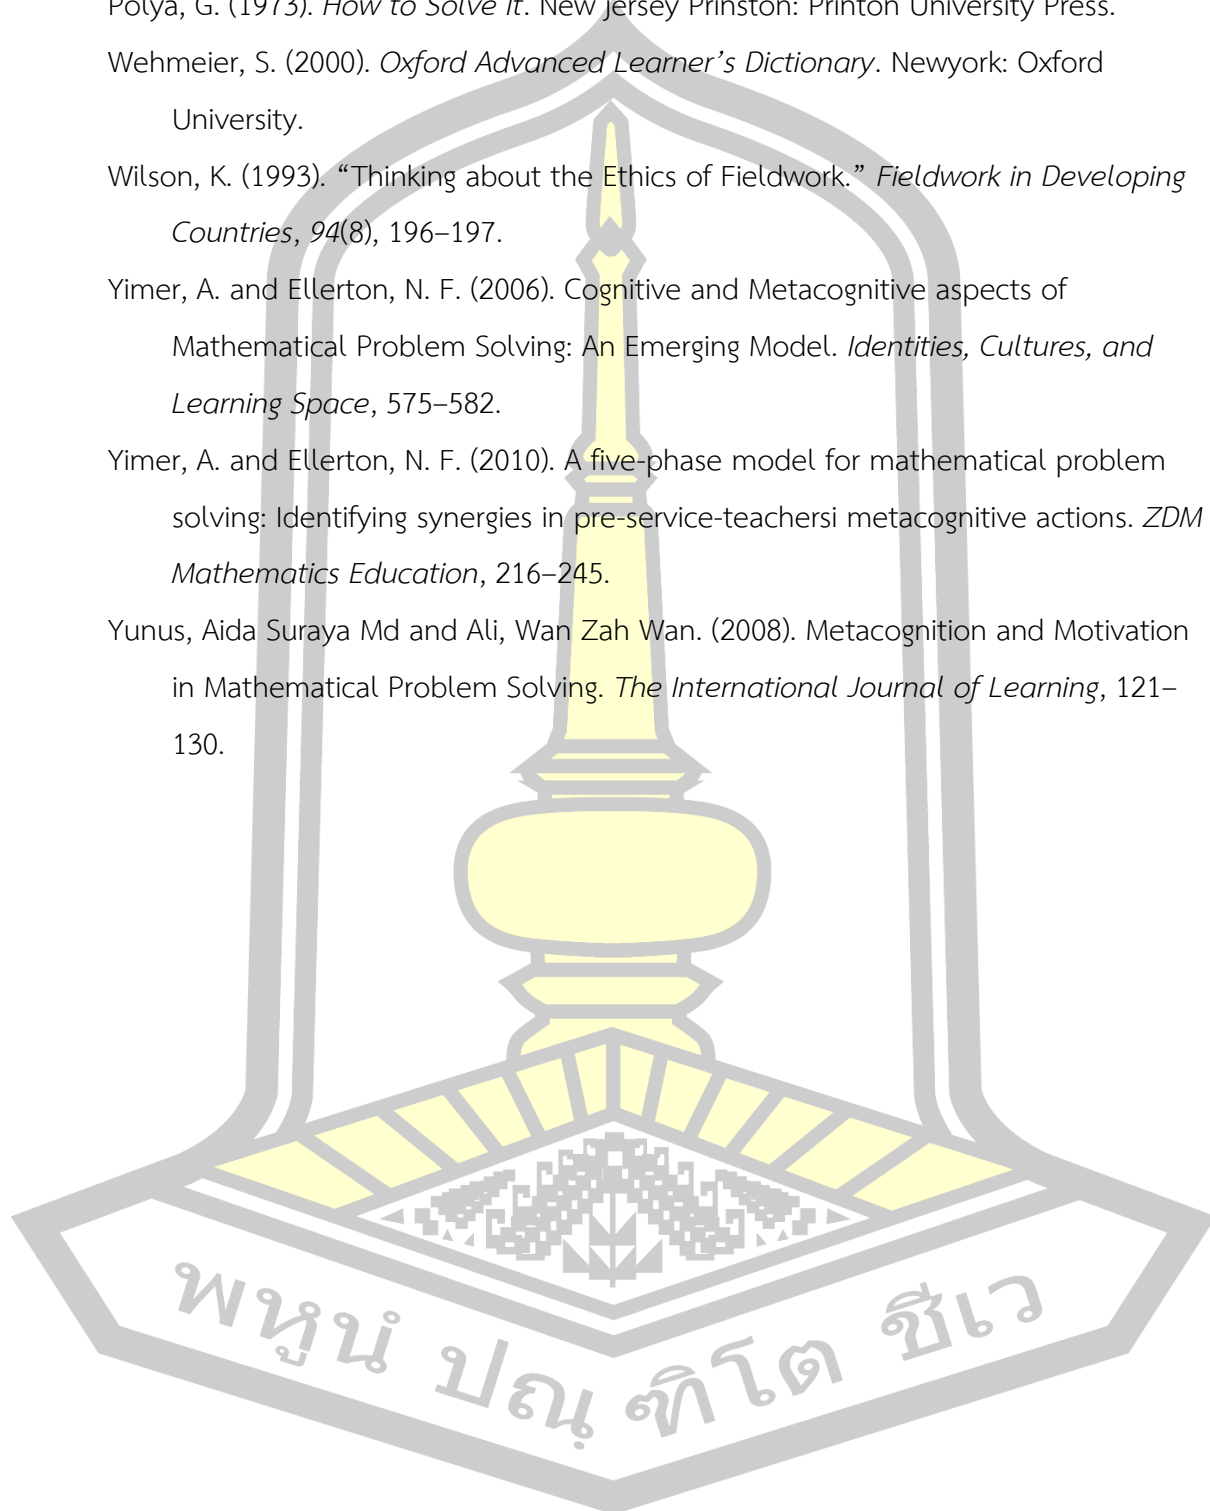 Polya, G. (1973). How to Solve It. New Jersey Prinston: Printon University Press.
Wehmeier, S. (2000). Oxford Advanced Learner’s Dictionary. Newyork: Oxford
University.
Wilson, K. (1993). “Thinking about the Ethics of Fieldwork.” Fieldwork in Developing
Countries, 94(8), 196–197.
Yimer, A. and Ellerton, N. F. (2006). Cognitive and Metacognitive aspects of
Mathematical Problem Solving: An Emerging Model. Identities, Cultures, and
Learning Space, 575–582.
Yimer, A. and Ellerton, N. F. (2010). A five-phase model for mathematical problem
solving: Identifying synergies in pre-service-teachersi metacognitive actions. ZDM
Mathematics Education, 216–245.
Yunus, Aida Suraya Md and Ali, Wan Zah Wan. (2008). Metacognition and Motivation
in Mathematical Problem Solving. The International Journal of Learning, 121–
130.
พหูนํ ปณฺฑิโต ชีเว